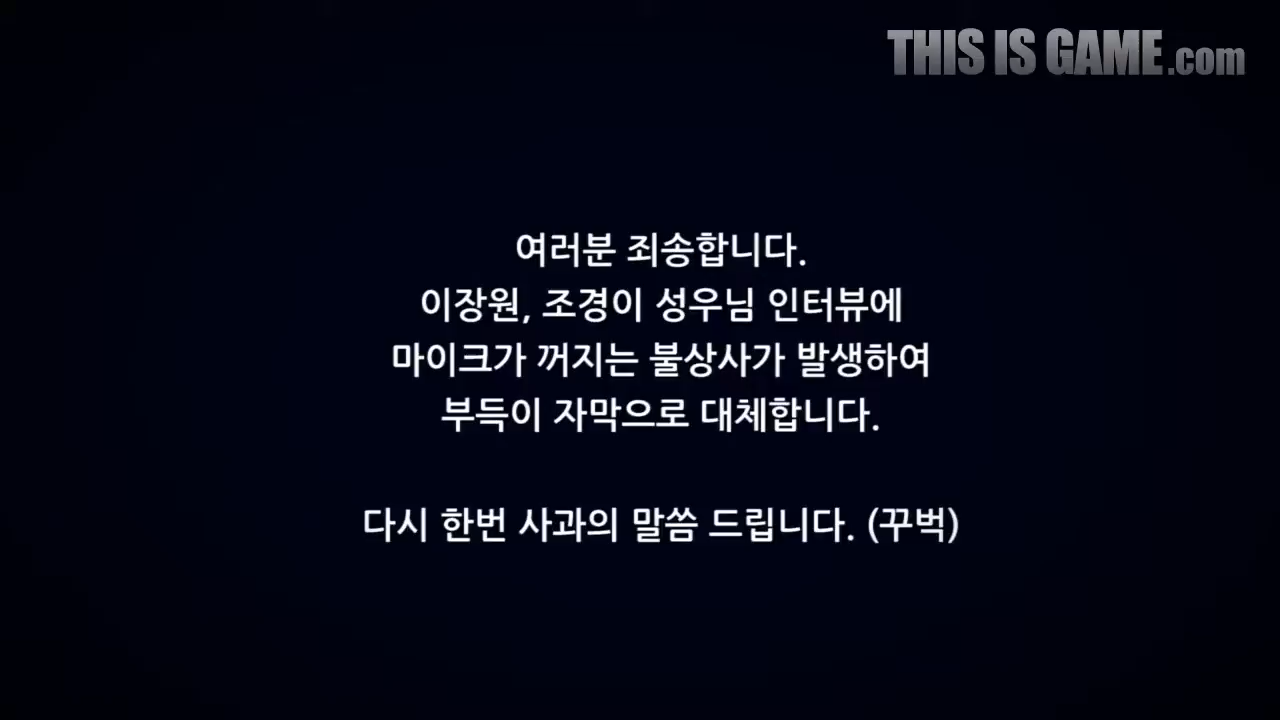 THIS IS GAME.com
여러분 죄송합니다.
이장원, 조경이 성우님 인터뷰에
마이크가 꺼지는 불상사가 발생하여
부득이 자막으로 대체합니다.
다시 한번 사과의 말씀 드립니다. (꾸벅)